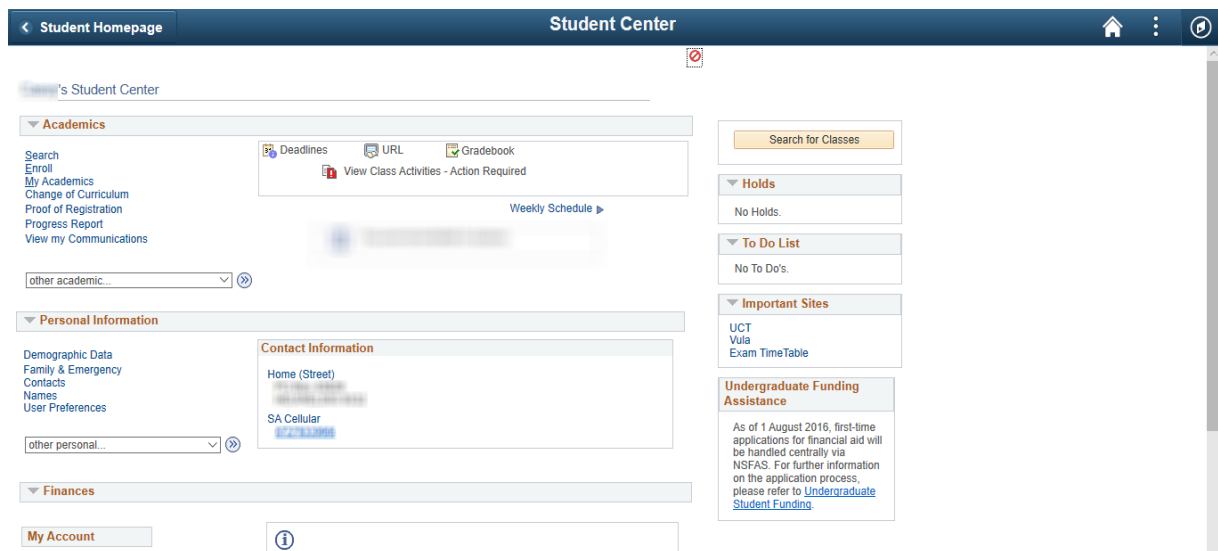 Student Homepage
Student Center
's Student Center
Academics
Search
Enroll
My Academics
Change of Curriculum
Proof of Registration
Progress Report
View my Communications
other academic...
Deadlines
URL
Gradebook
View Class Activities - Action Required
Weekly Schedule
Personal Information
Demographic Data
Family & Emergency
Contacts
Names
User Preferences
other personal...
Contact Information
Home (Street)
SA Cellular
Finances
My Account
Search for Classes
Holds
No Holds.
To Do List
No To Do's.
Important Sites
UCT
Vula
Exam TimeTable
Undergraduate Funding
Assistance
As of 1 August 2016, first-time
applications for financial aid will
be handled centrally via
NSFAS. For further information
on the application process,
please refer to Undergraduate
Student Funding.